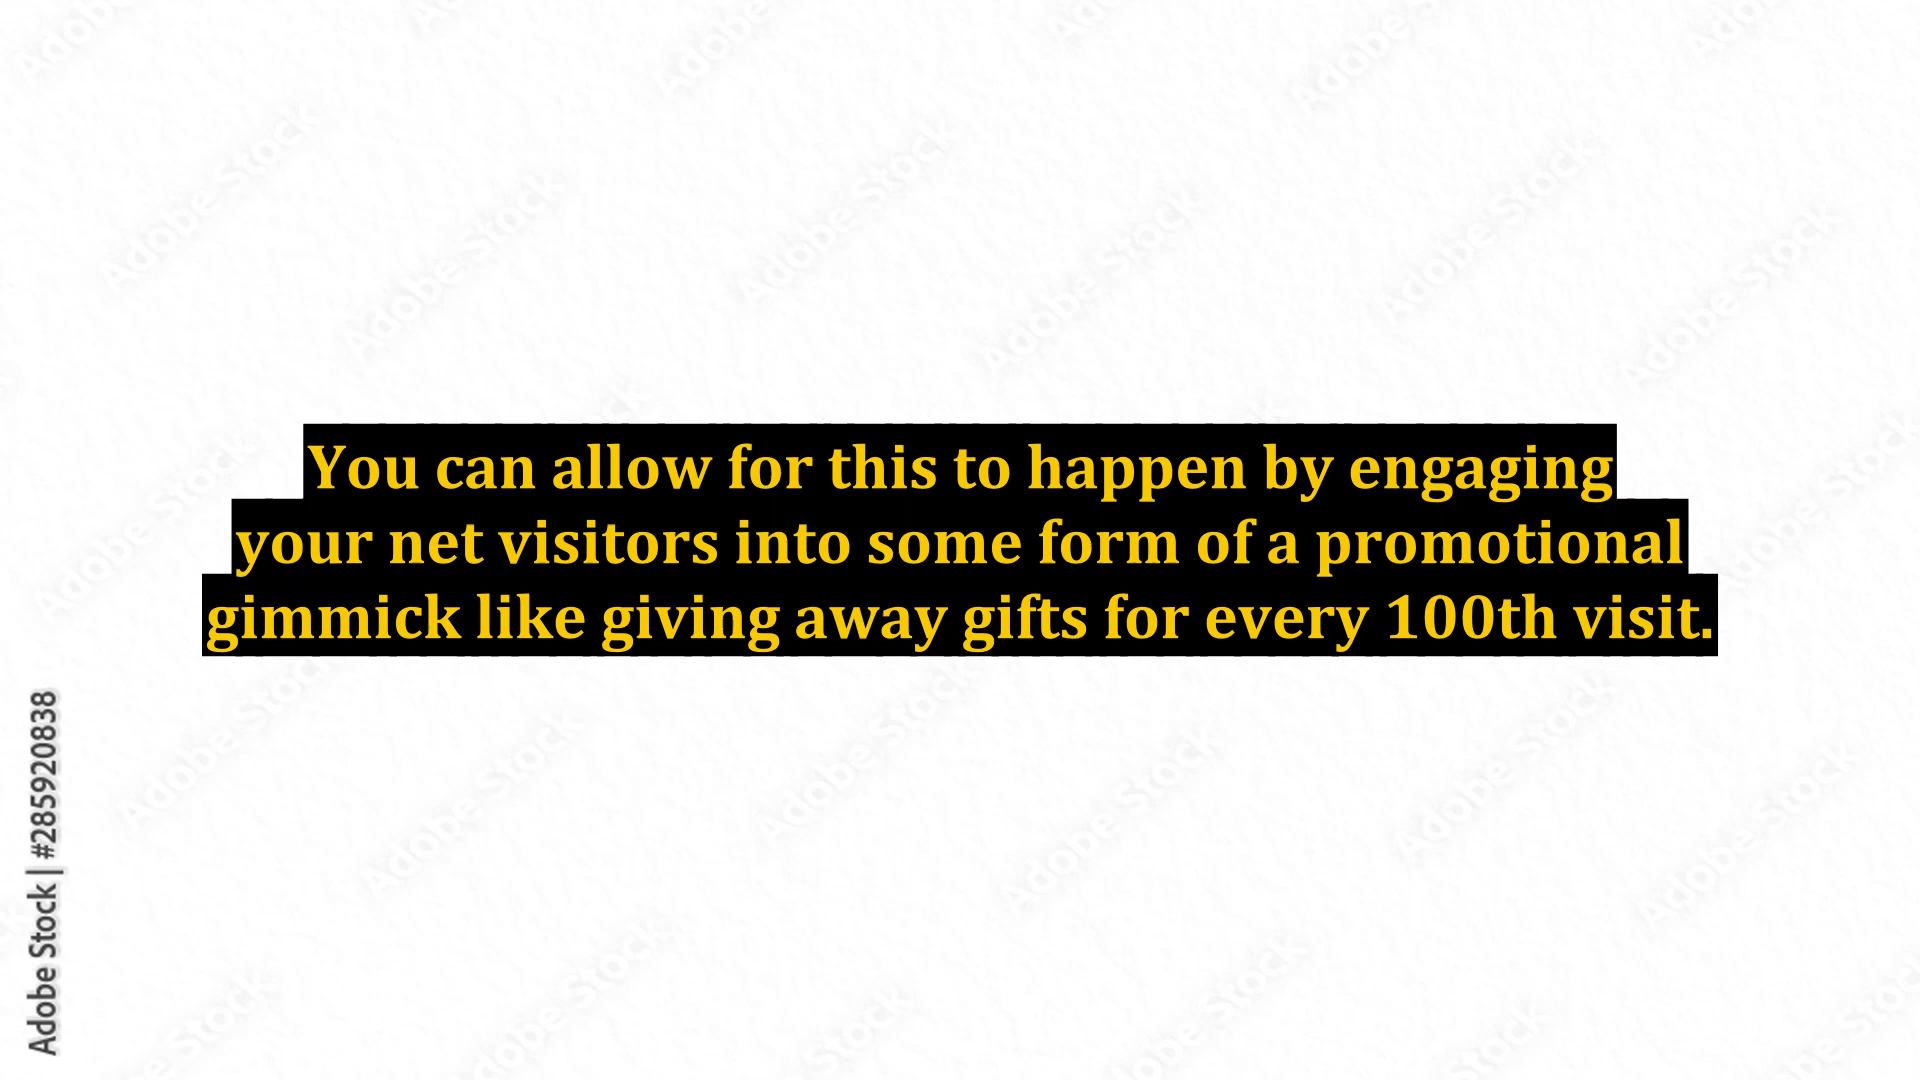 You can allow for this to happen by engaging
your net visitors into some form of a promotional
gimmick like giving away gifts for every 100th visit.
Adobe Stock | #285920838